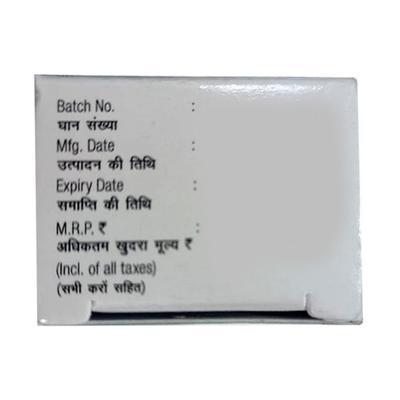 Batch No. :
घान संख्या
Mfg. Date :
उत्पादन की तिथि
Expiry Date :
समाप्ति की तिथि
M.R.P. ₹ :
अधिकतम खुदरा मूल्य ₹
(Incl. of all taxes)
(सभी करों सहित)